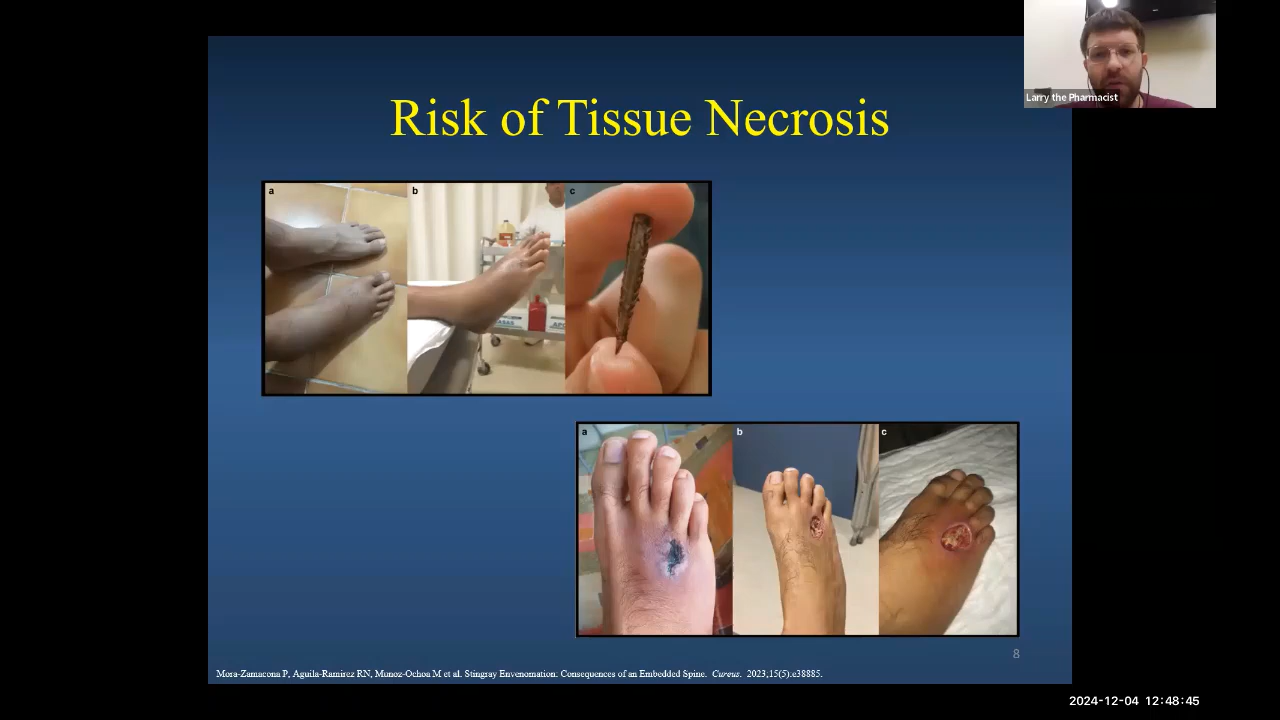 Larry the Pharmacist
Risk of Tissue Necrosis
a
b
c
a
b
c
8
Mora-Zamacona P, Aguila-Ramirez RN, Munoz-Ochoa M et al. Stingray Envenomation: Consequences of an Embedded Spine. Cureus. 2023;15(5):e38885.
2024-12-04 12:48:45